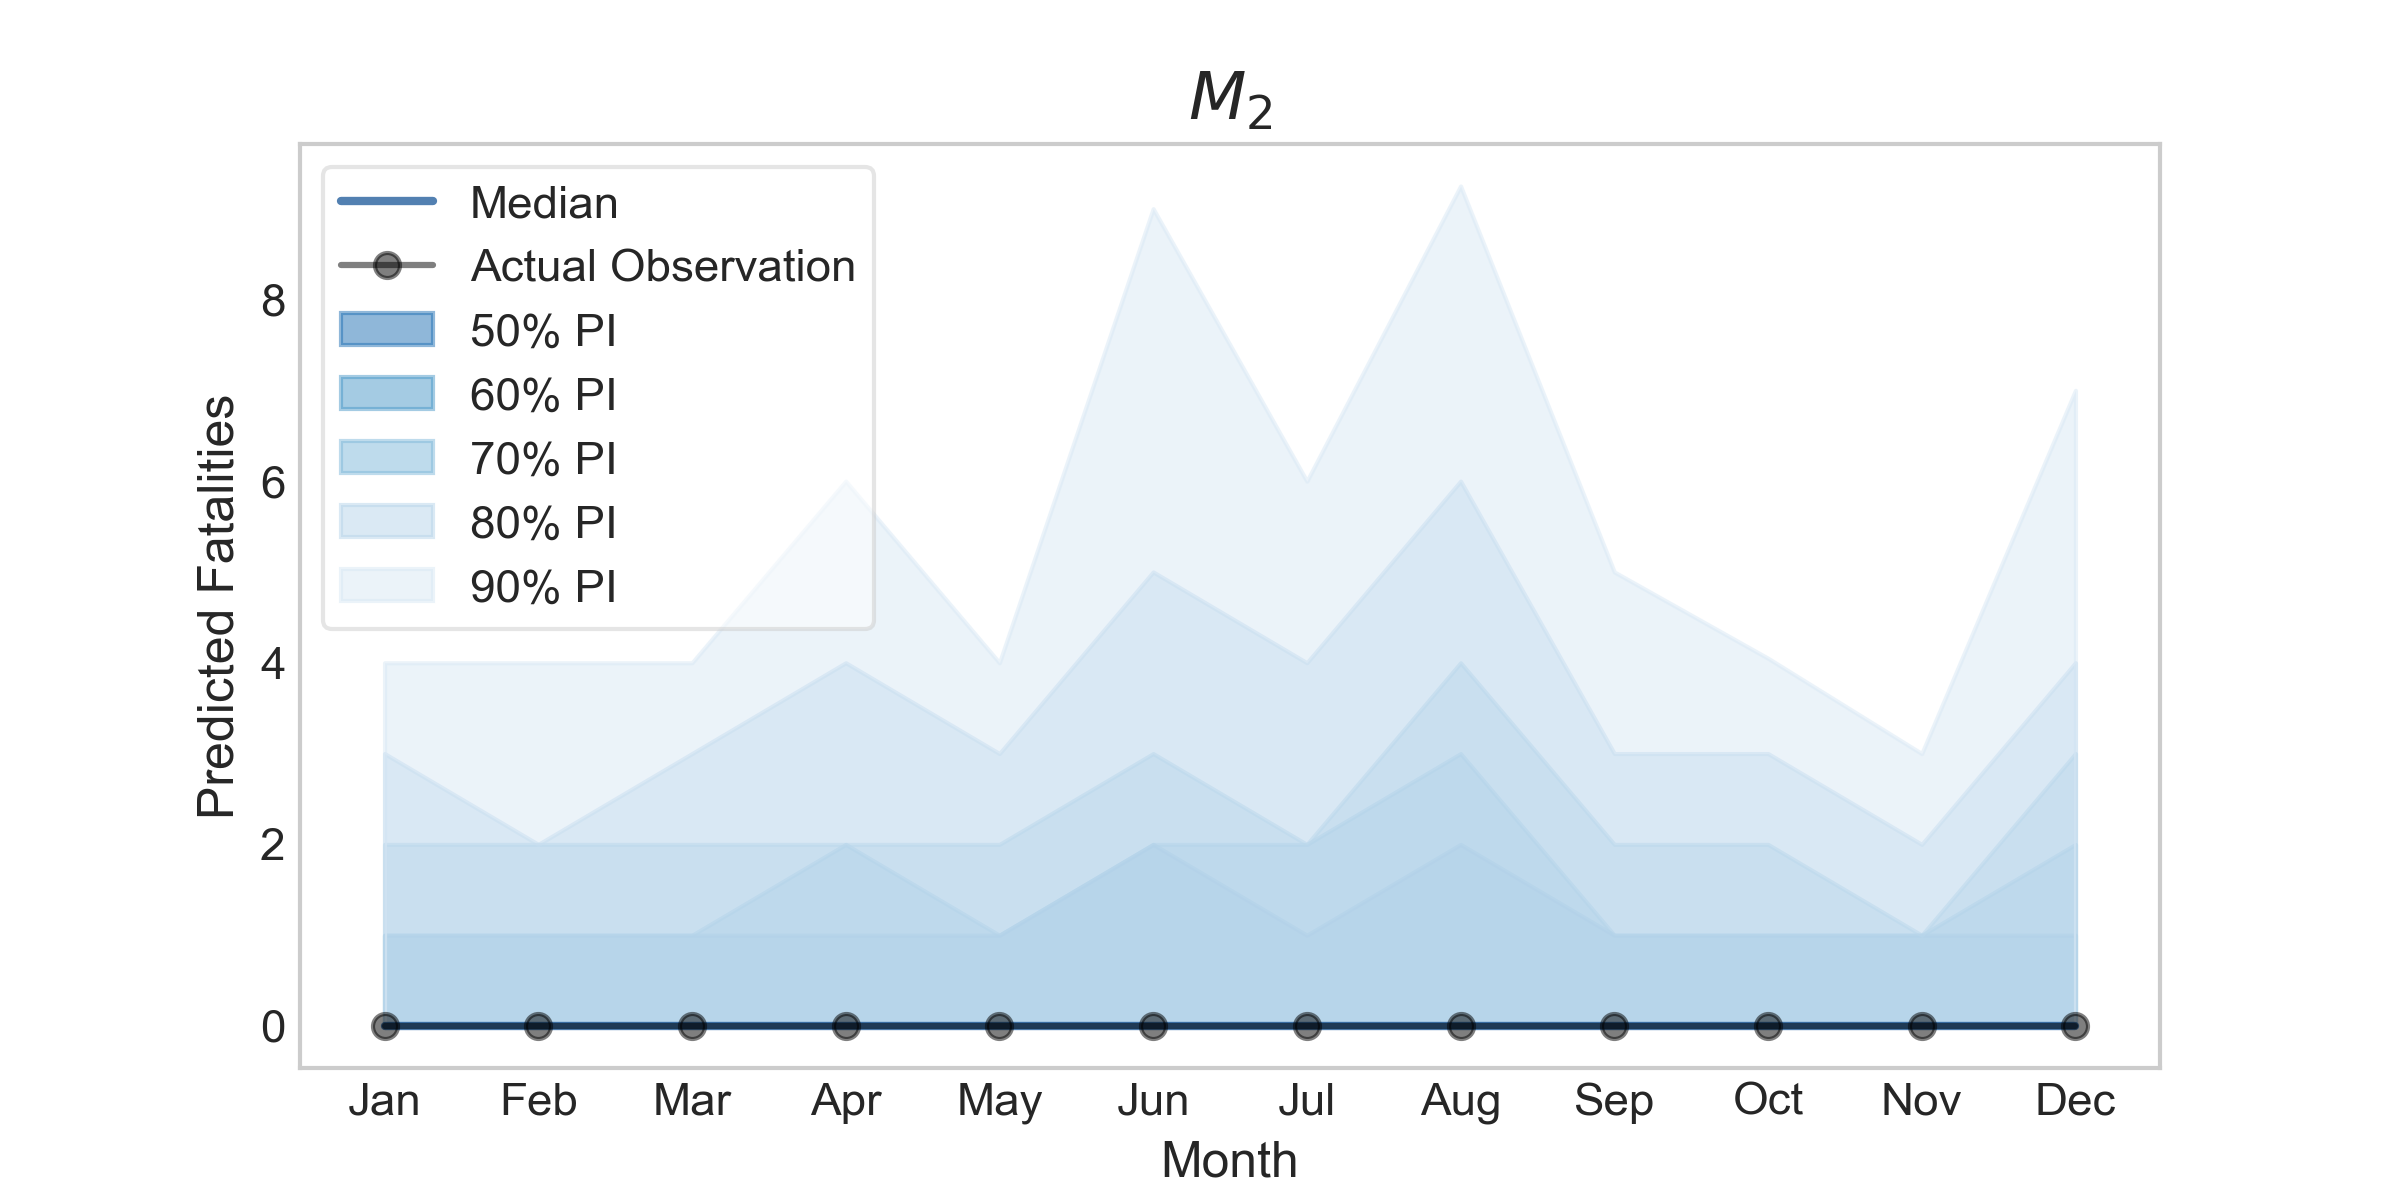 M2
Median
Actual Observation
50% PI
60% PI
70% PI
80% PI
90% PI
Predicted Fatalities
8
6
4
2
0
Jan Feb Mar Apr May Jun Jul Aug Sep Oct Nov Dec
Month